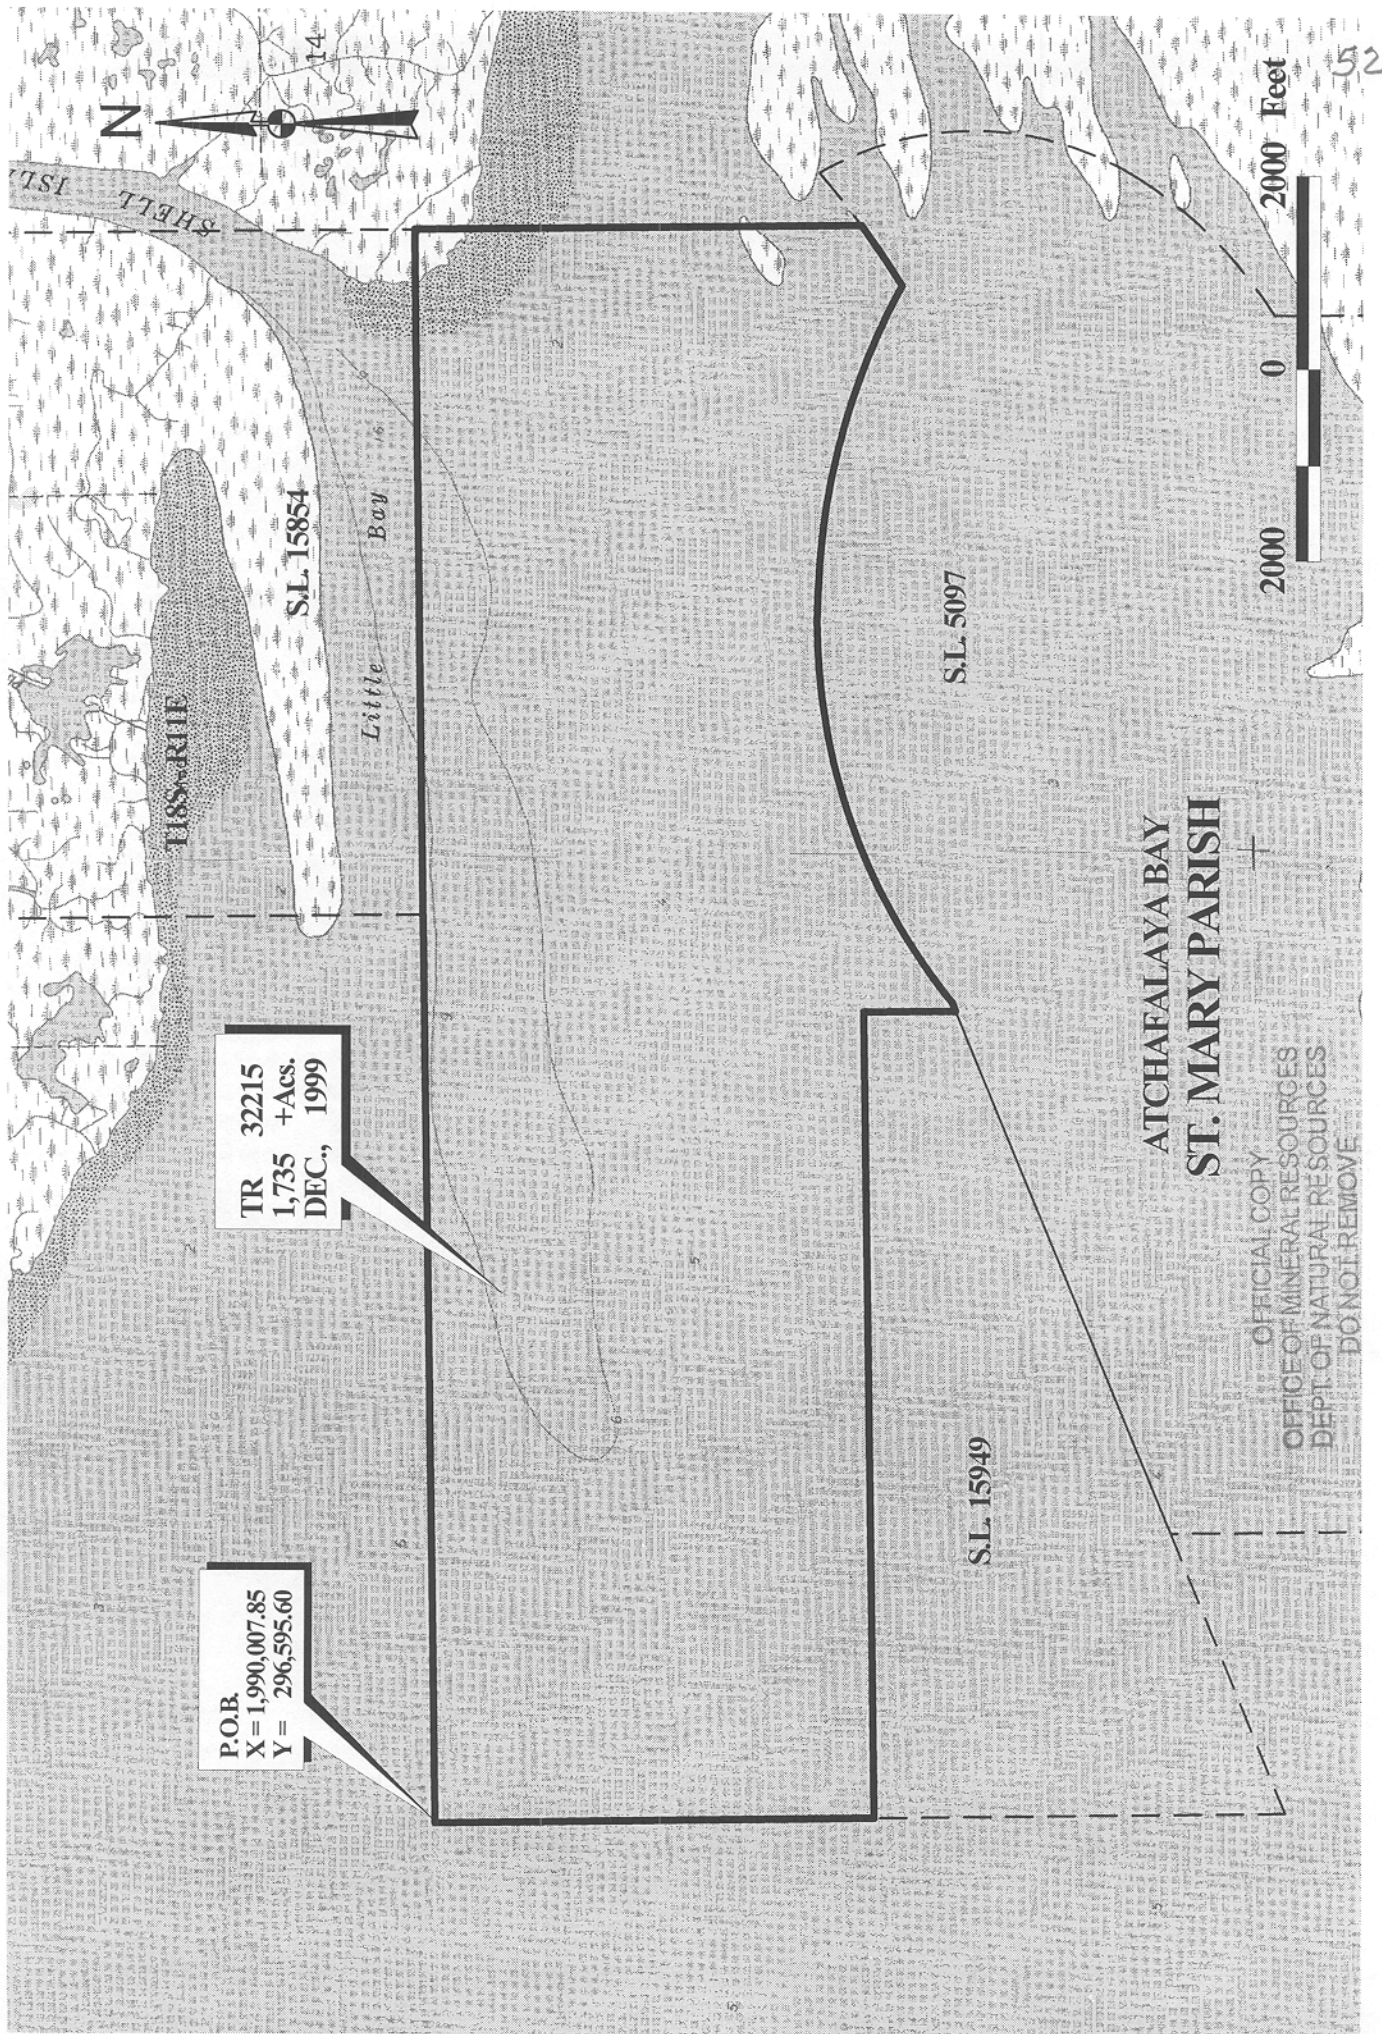 N
14
SHELL
52
T18S-R11E
S.L. 15854
Little Bay
TR 32215
1,735 +Acs.
DEC., 1999
P.O.B.
X = 1,990,007.85
Y = 296,595.60
S.L. 5097
S.L. 15949
ATCHAFALAYA BAY
ST. MARY PARISH
2000 0 2000 Feet
OFFICIAL COPY
OFFICE OF MINERAL RESOURCES
DEPT. OF NATURAL RESOURCES
DO NOT REMOVE